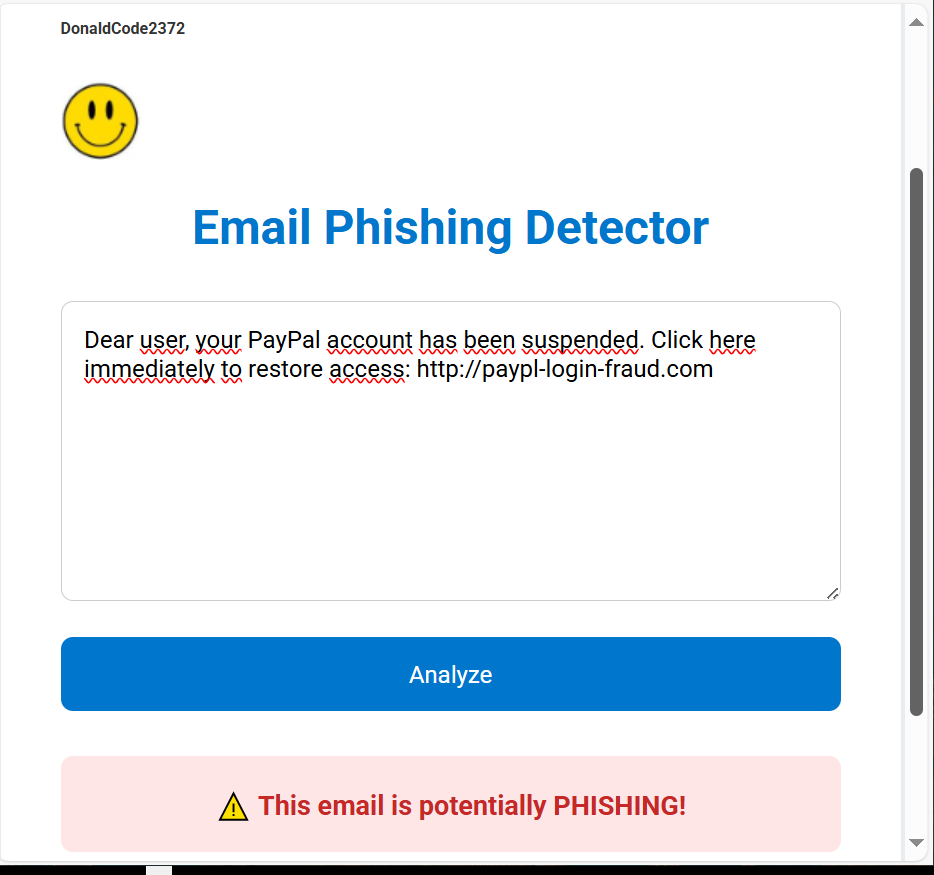 DonaldCode2372
Email Phishing Detector
Dear user, your PayPal account has been suspended. Click here
immediately to restore access: http://paypl-login-fraud.com
Analyze
⚠️ This email is potentially PHISHING!